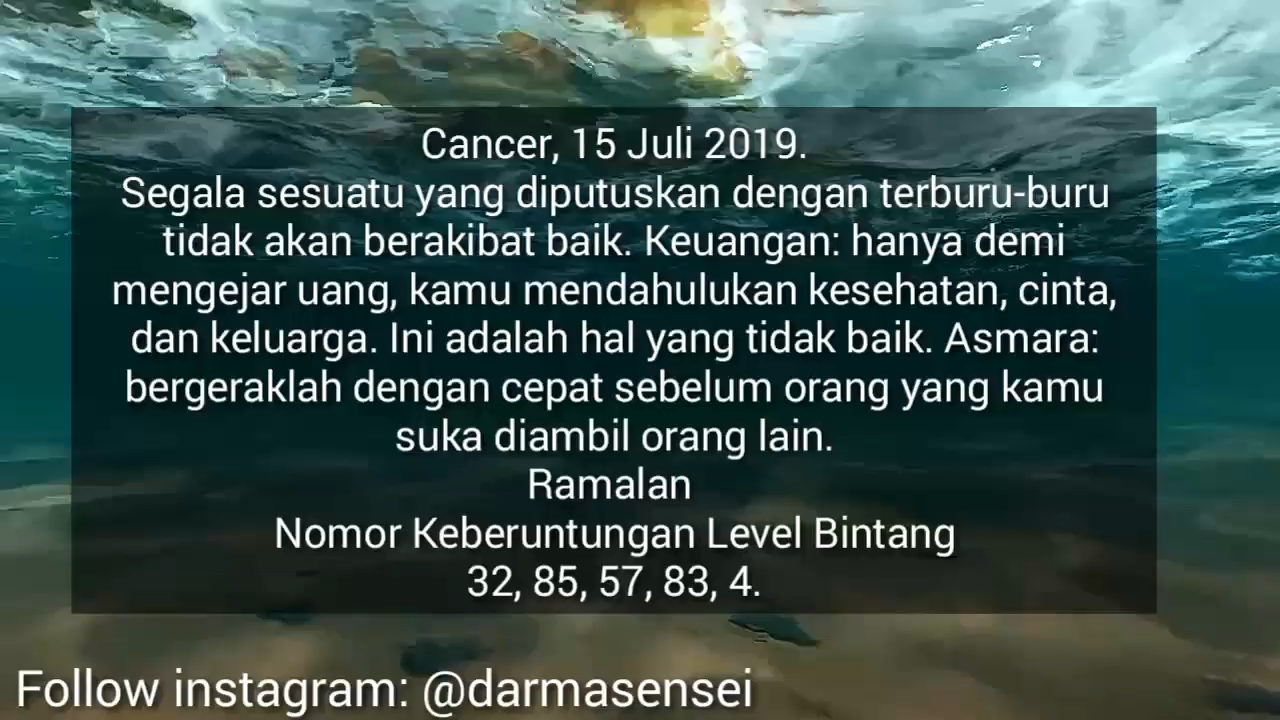 Cancer, 15 Juli 2019.
Segala sesuatu yang diputuskan dengan terburu-buru
tidak akan berakibat baik. Keuangan: hanya demi
mengejar uang, kamu mendahulukan kesehatan, cinta,
dan keluarga. Ini adalah hal yang tidak baik. Asmara:
bergeraklah dengan cepat sebelum orang yang kamu
suka diambil orang lain.
Ramalan
Nomor Keberuntungan Level Bintang
32, 85, 57, 83, 4.
Follow instagram: @darmasensei